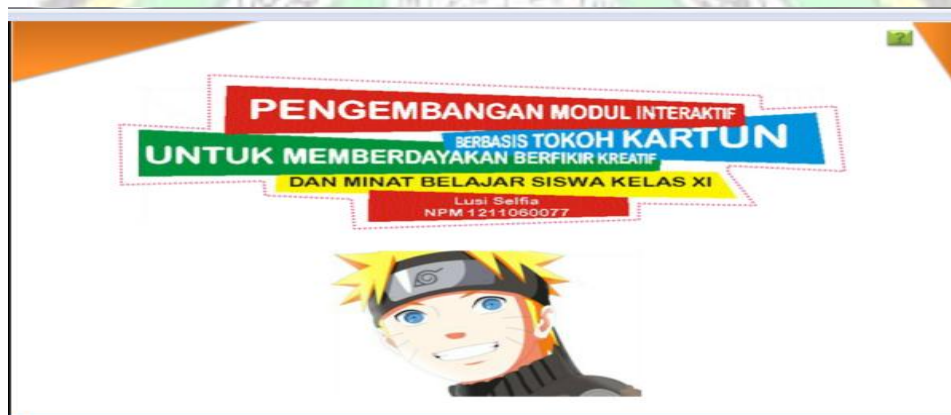 ?
PENGEMBANGAN MODUL INTERAKTIF
BERBASIS TOKOH KARTUN
UNTUK MEMBERDAYAKAN BERFIKIR KREATIF
DAN MINAT BELAJAR SISWA KELAS XI
Lusi Selfia
NPM 1211060077